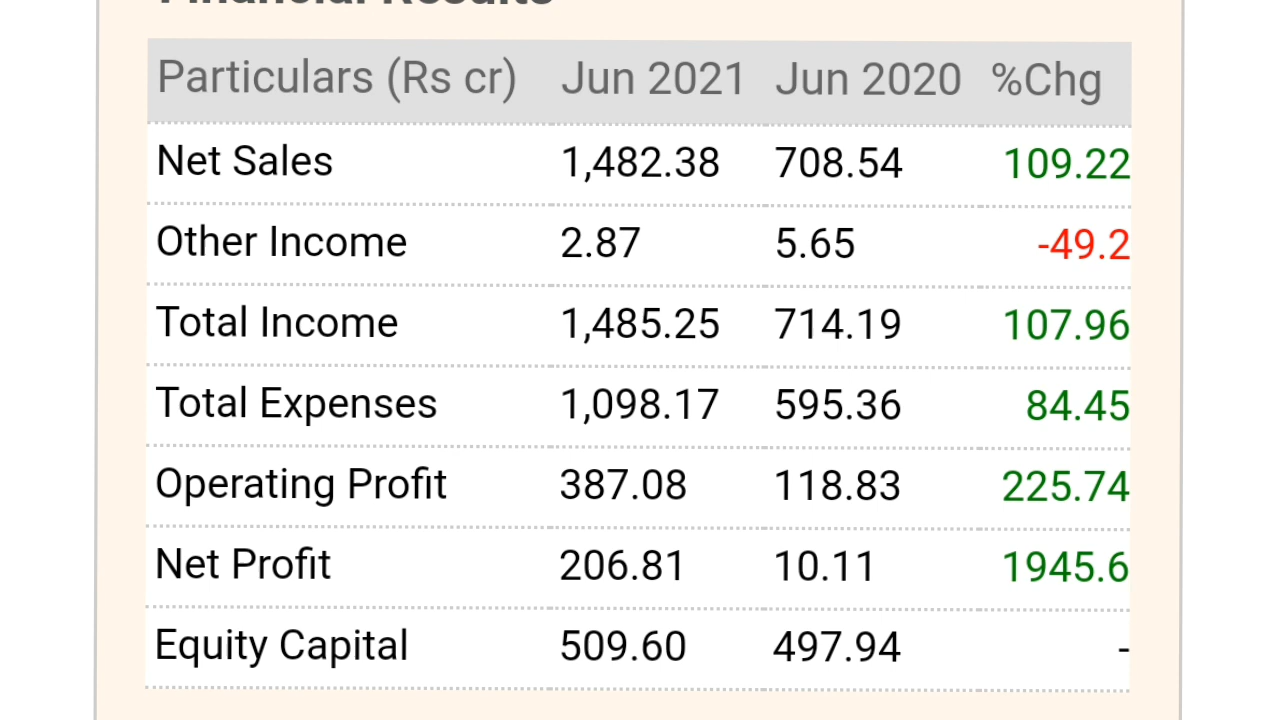 Financial Results
Particulars (Rs cr) Jun 2021 Jun 2020 %Chg
Net Sales 1,482.38 708.54 109.22
Other Income 2.87 5.65 -49.2
Total Income 1,485.25 714.19 107.96
Total Expenses 1,098.17 595.36 84.45
Operating Profit 387.08 118.83 225.74
Net Profit 206.81 10.11 1945.6
Equity Capital 509.60 497.94 -